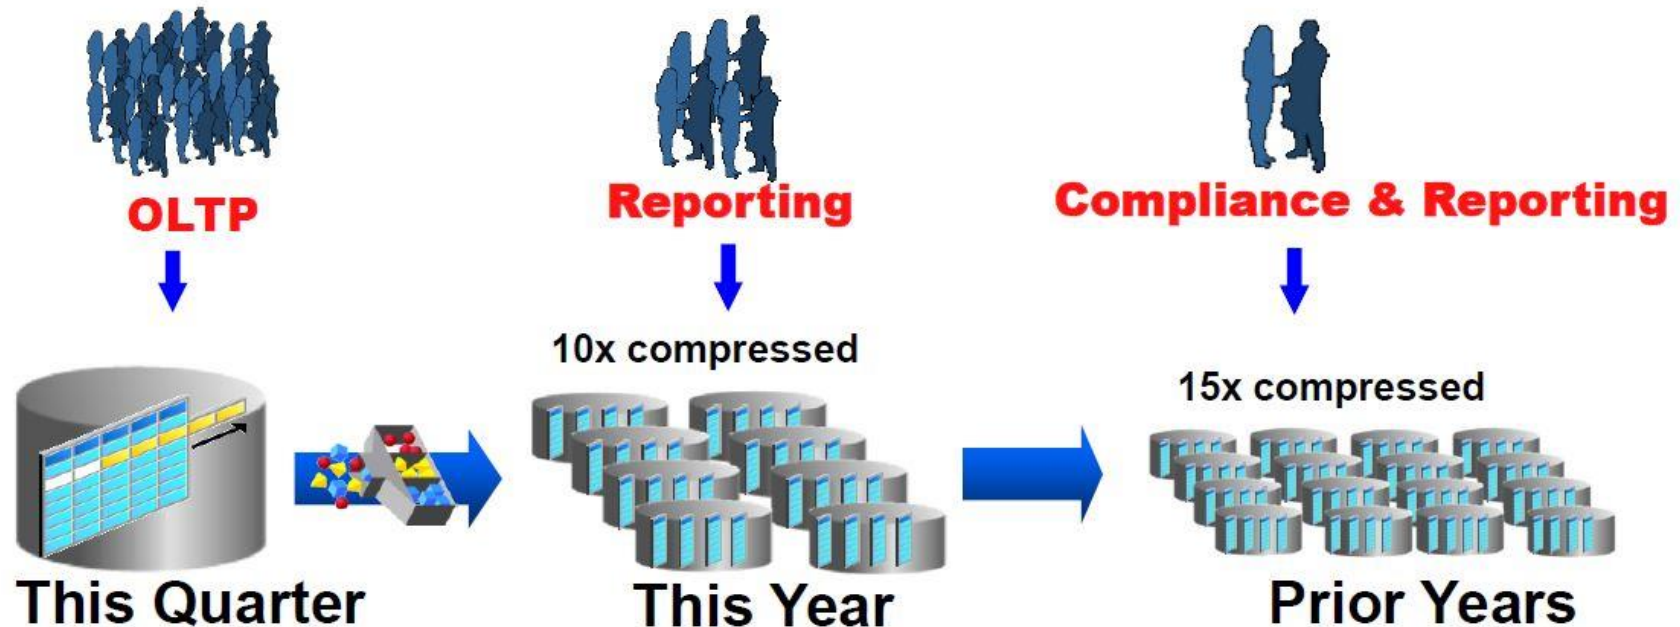 OLTP
Reporting
Compliance & Reporting
10x compressed
15x compressed
This Quarter
This Year
Prior Years